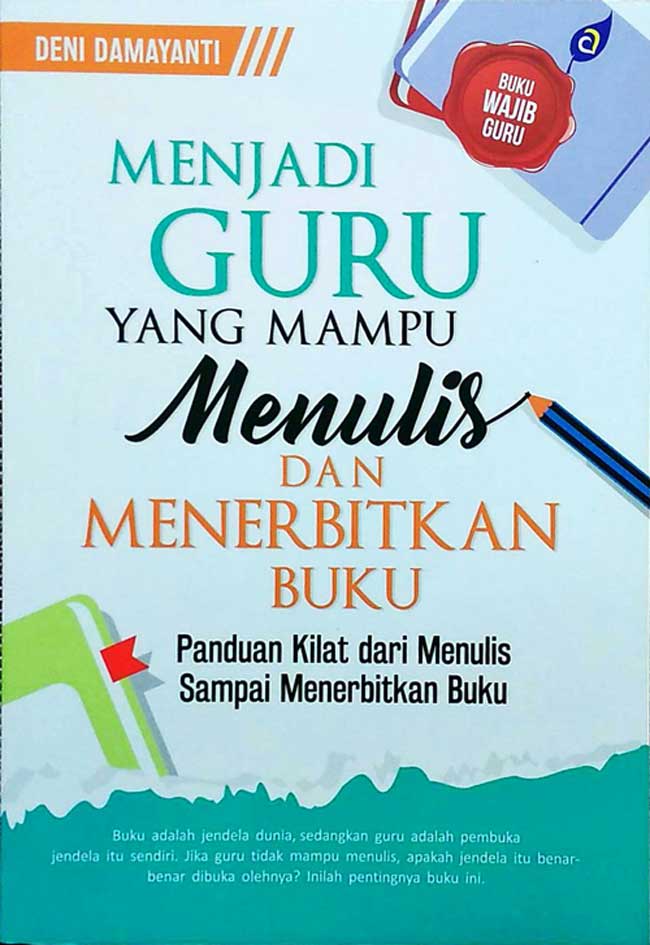 DENI DAMAYANTI
BUKU
WAJIB
GURU
MENJADI
GURU
YANG MAMPU
Menulis
DAN
MENERBITKAN
BUKU
Panduan Kilat dari Menulis
Sampai Menerbitkan Buku
Buku adalah jendela dunia, sedangkan guru adalah pembuka
jendela itu sendiri. Jika guru tidak mampu menulis, apakah jendela itu benar-
benar dibuka olehnya? Inilah pentingnya buku ini.